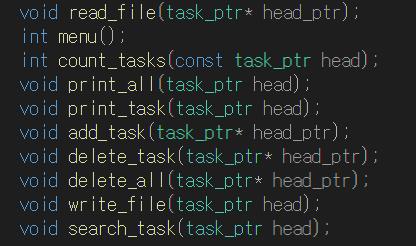 void read_file(task_ptr* head_ptr);
int menu();
int count_tasks(const task_ptr head);
void print_all(task_ptr head);
void print_task(task_ptr head);
void add_task(task_ptr* head_ptr);
void delete_task(task_ptr* head_ptr);
void delete_all(task_ptr* head_ptr);
void write_file(task_ptr head);
void search_task(task_ptr head);